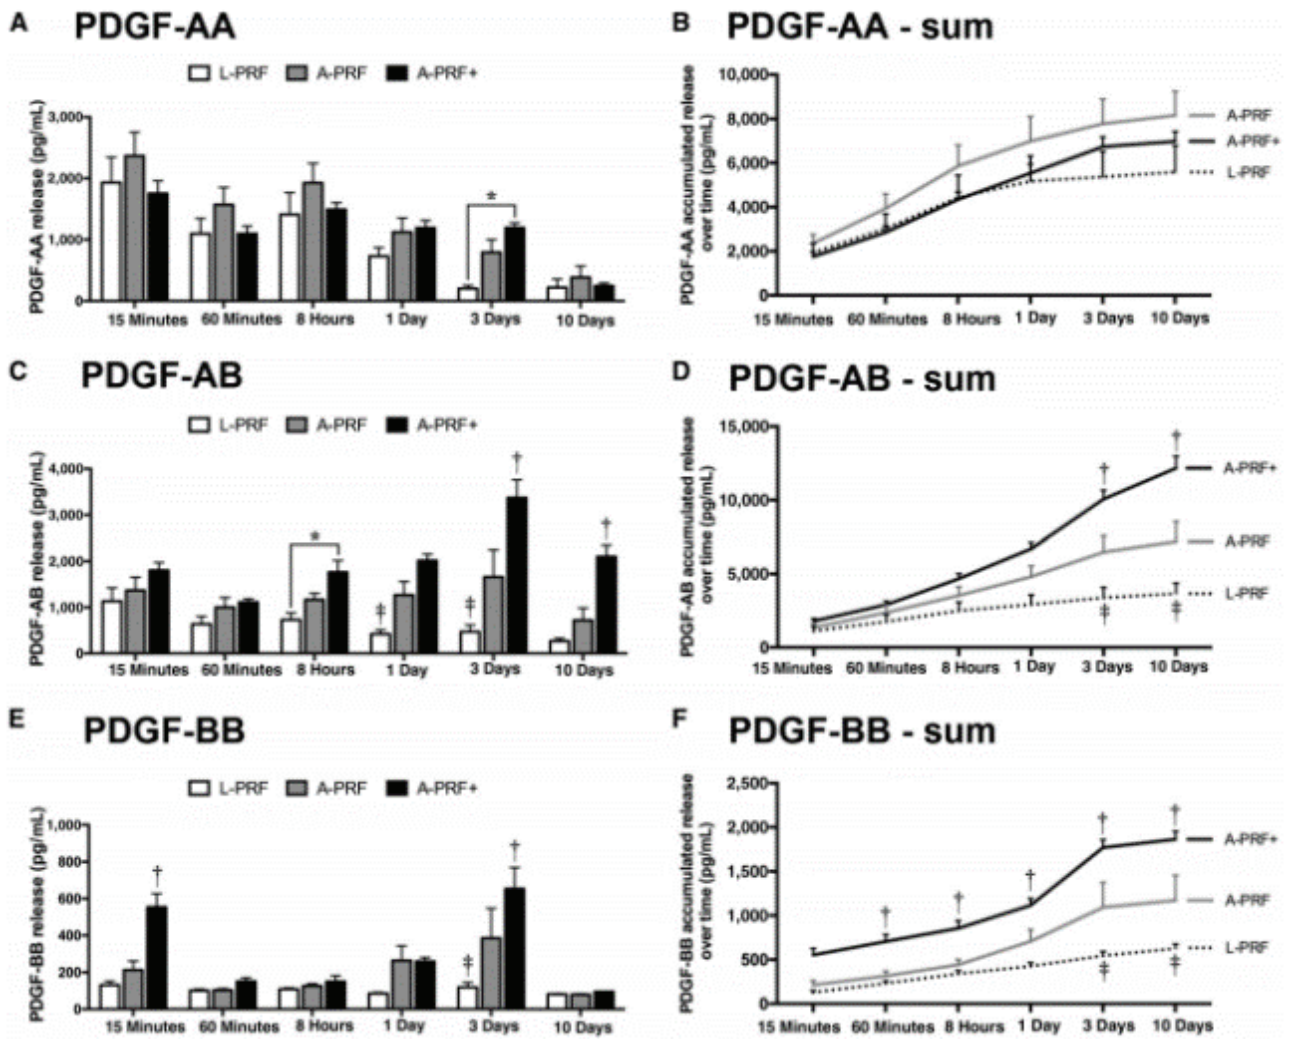 A PDGF-AA
L-PRF A-PRF A-PRF+
PDGF-AA release (pg/mL)
3,000
2,000
1,000
0
15 Minutes 60 Minutes 8 Hours 1 Day 3 Days 10 Days
*
B PDGF-AA - sum
PDGF-AA accumulated release
over time (pg/mL)
10,000
8,000
6,000
4,000
2,000
0
A-PRF
A-PRF+
L-PRF
15 Minutes 60 Minutes 8 Hours 1 Day 3 Days 10 Days
C PDGF-AB
L-PRF A-PRF A-PRF+
PDGF-AB release (pg/mL)
4,000
3,000
2,000
1,000
0
* ‡ ‡ † †
15 Minutes 60 Minutes 8 Hours 1 Day 3 Days 10 Days
D PDGF-AB - sum
PDGF-AB accumulated release
over time (pg/mL)
15,000
10,000
5,000
0
† †
‡ ‡
A-PRF+
A-PRF
L-PRF
15 Minutes 60 Minutes 8 Hours 1 Day 3 Days 10 Days
E PDGF-BB
L-PRF A-PRF A-PRF+
PDGF-BB release (pg/mL)
1,000
800
600
400
200
0
† ‡ †
15 Minutes 60 Minutes 8 Hours 1 Day 3 Days 10 Days
F PDGF-BB - sum
PDGF-BB accumulated release
over time (pg/mL)
2,500
2,000
1,500
1,000
500
0
† † † † †
‡ ‡
A-PRF+
A-PRF
L-PRF
15 Minutes 60 Minutes 8 Hours 1 Day 3 Days 10 Days